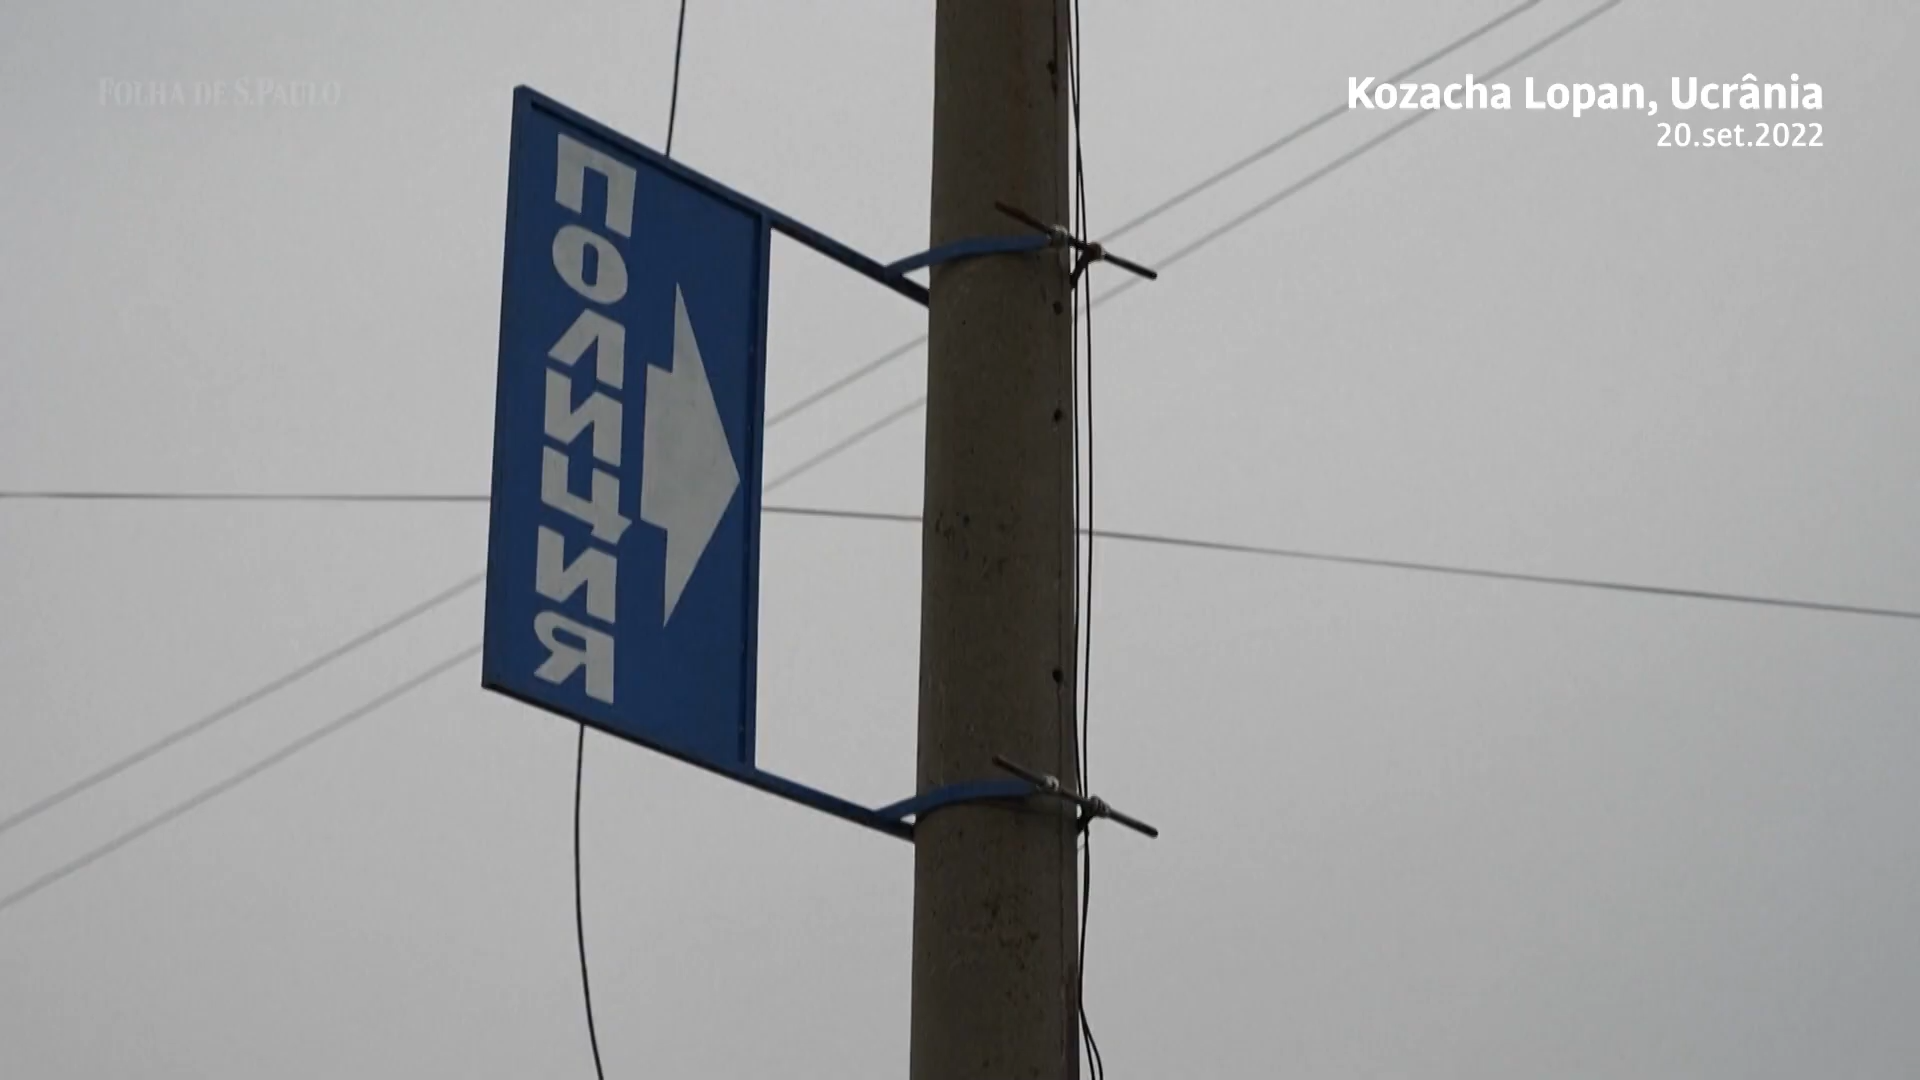 FOLHA DE S.PAULO
Kozacha Lopan, Ucrânia
20.set.2022
ПОЛИЦИЯ